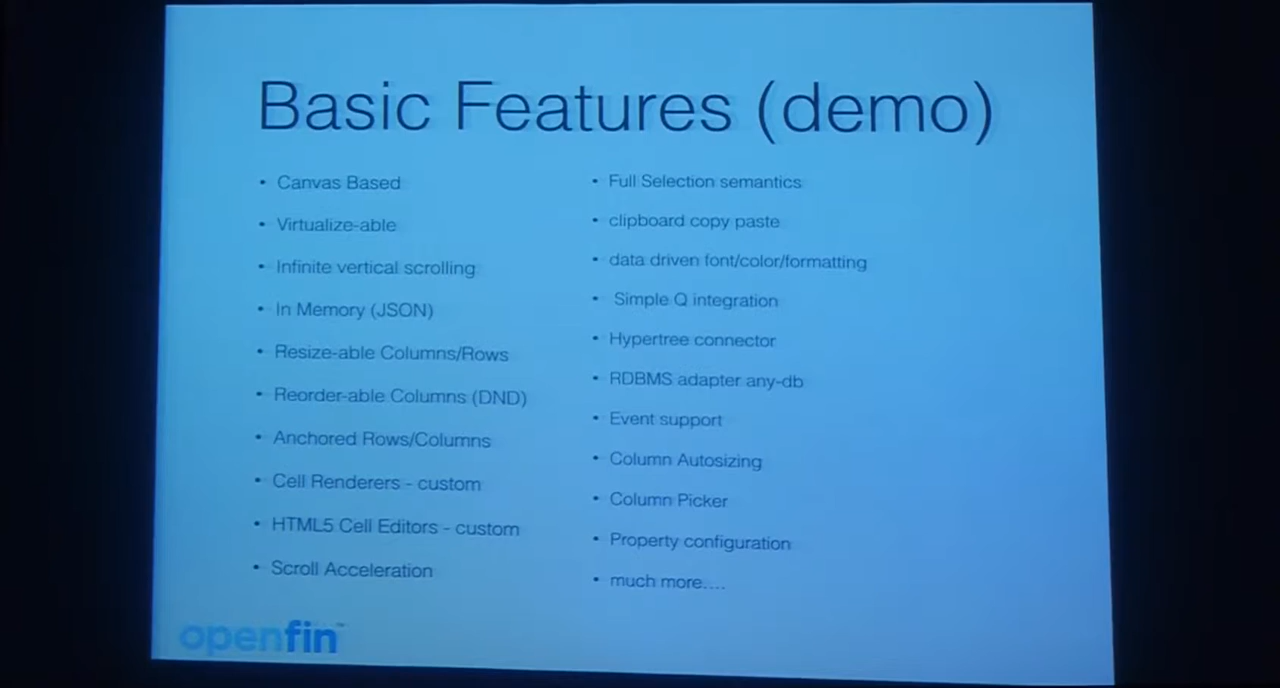 Basic Features (demo)
• Canvas Based
• Virtualize-able
• Infinite vertical scrolling
• In Memory (JSON)
• Resize-able Columns/Rows
• Reorder-able Columns (DND)
• Anchored Rows/Columns
• Cell Renderers - custom
• HTML5 Cell Editors - custom
• Scroll Acceleration
• Full Selection semantics
• clipboard copy paste
• data driven font/color/formatting
• Simple Q integration
• Hypertree connector
• RDBMS adapter any-db
• Event support
• Column Autosizing
• Column Picker
• Property configuration
• much more....
openfin™